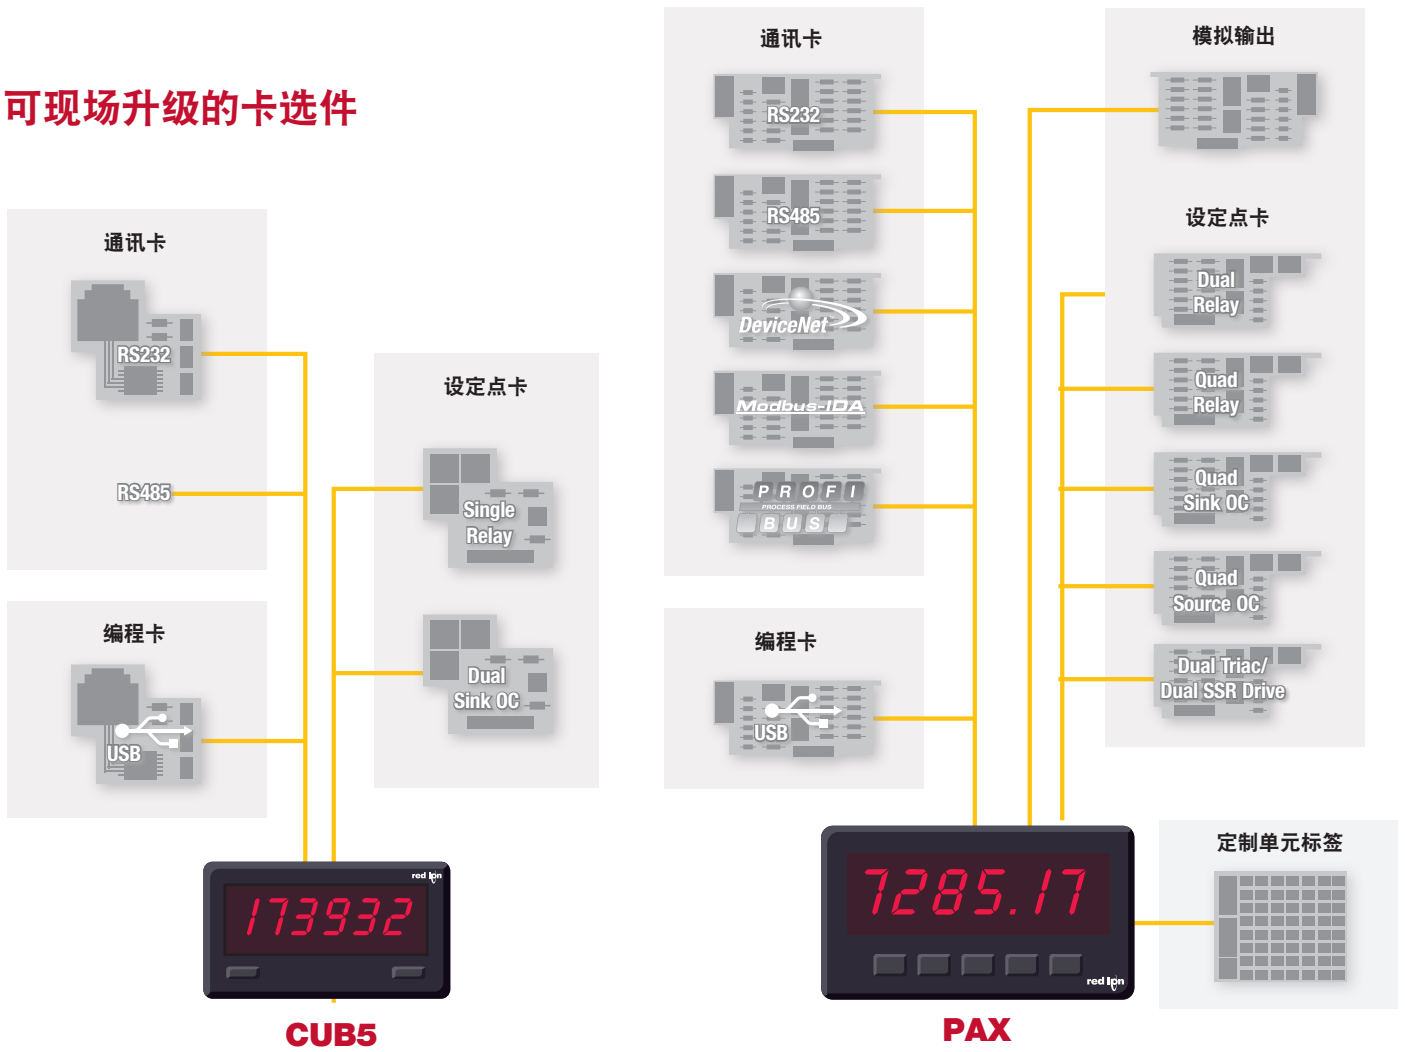 可现场升级的卡选件
通讯卡
RS232
RS485
编程卡
USB
设定点卡
Single
Relay
Dual
Sink OC
red lion
173932
CUB5
通讯卡
RS232
RS485
DeviceNet
Modbus-IDA
PROFI
PROCESS FIELD BUS
BUS
编程卡
USB
模拟输出
设定点卡
Dual
Relay
Quad
Relay
Quad
Sink OC
Quad
Source OC
Dual Triac/
Dual SSR Drive
7285.17
red lion
PAX
定制单元标签